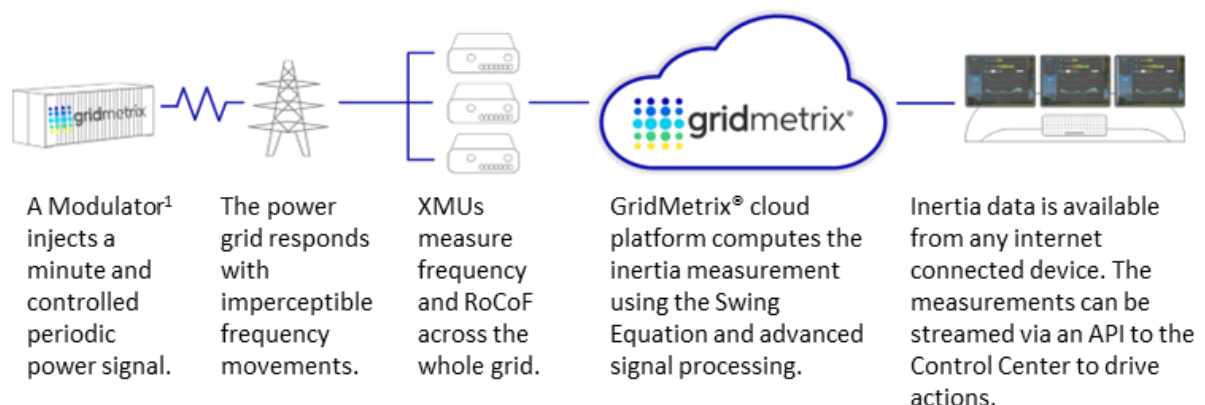 gridmetrix
gridmetrix®
A Modulator¹
injects a
minute and
controlled
periodic
power signal.
The power
grid responds
with
imperceptible
frequency
movements.
XMUs
measure
frequency
and RoCoF
across the
whole grid.
GridMetrix® cloud
platform computes the
inertia measurement
using the Swing
Equation and advanced
signal processing.
Inertia data is available
from any internet
connected device. The
measurements can be
streamed via an API to the
Control Center to drive
actions.